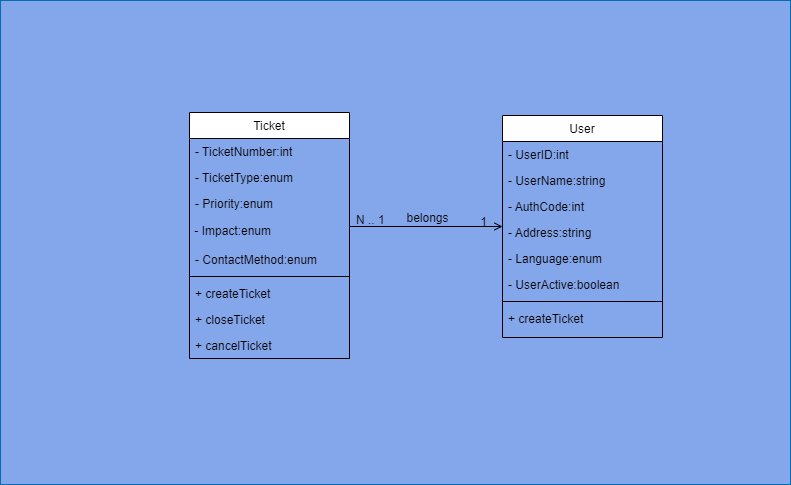 Ticket
- TicketNumber:int
- TicketType:enum
- Priority:enum
- Impact:enum
- ContactMethod:enum
+ createTicket
+ closeTicket
+ cancelTicket
N .. 1 belongs 1
User
- UserID:int
- UserName:string
- AuthCode:int
- Address:string
- Language:enum
- UserActive:boolean
+ createTicket